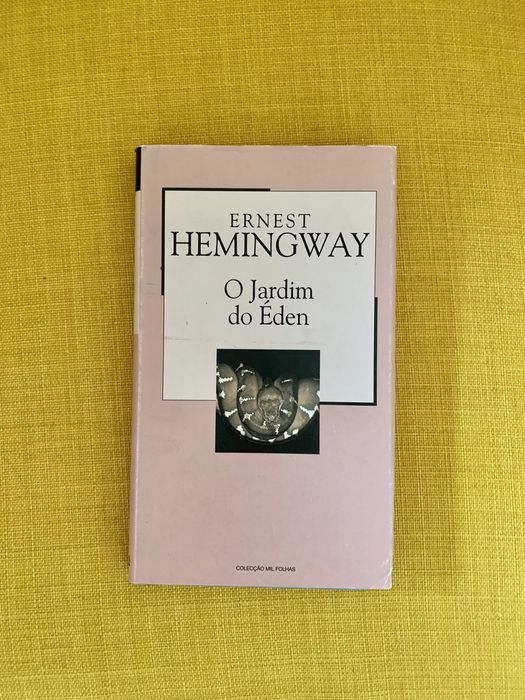 ERNEST
HEMINGWAY
O Jardim
do Éden
COLECÇÃO MIL FOLHAS